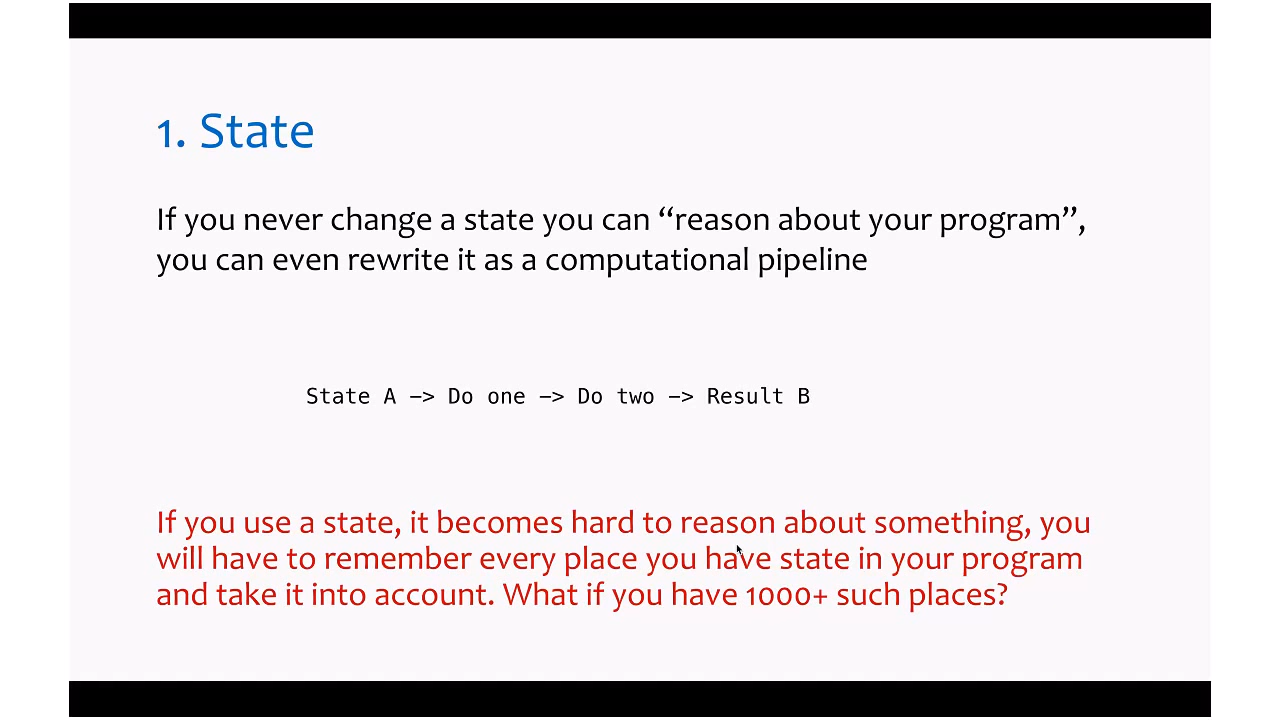 1. State
If you never change a state you can “reason about your program”,
you can even rewrite it as a computational pipeline
State A —> Do one —> Do two —> Result B
If you use a state, it becomes hard to reason about something, you
will have to remember every place you have state in your program
and take it into account. What if you have 1000+ such places?